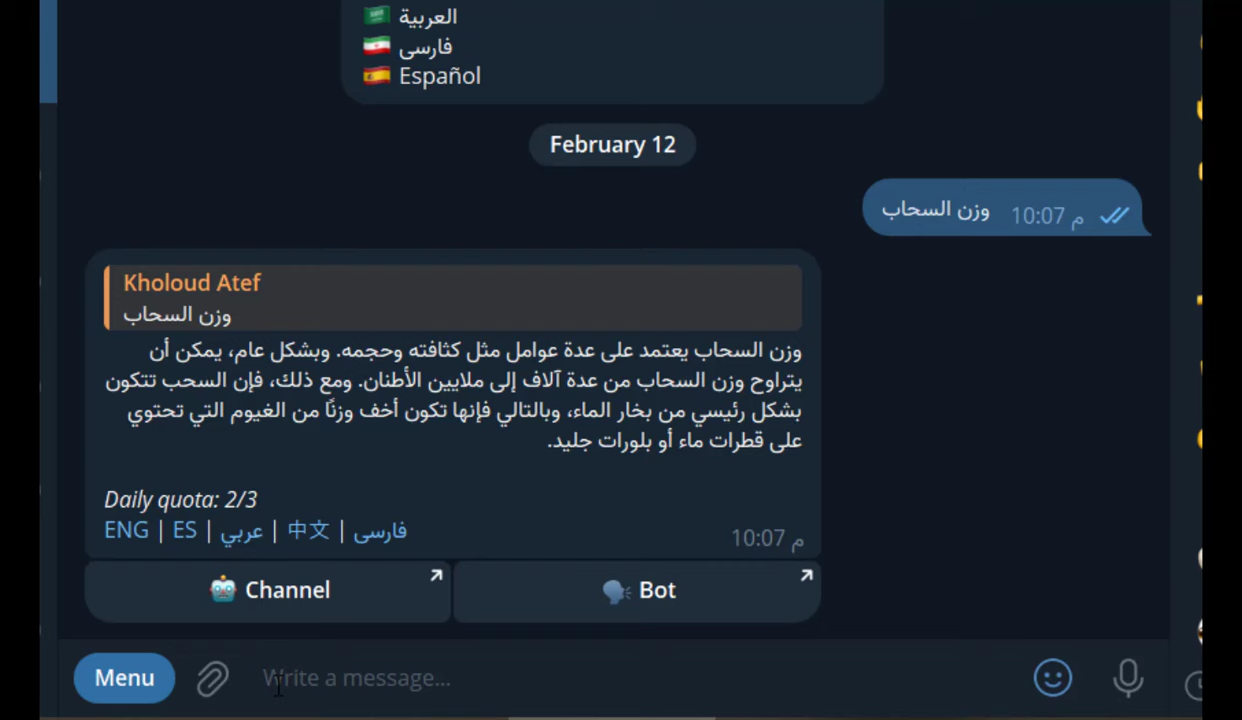 العربية
فارسی
Español
February 12
وزن السحاب
10:07 م
Kholoud Atef
وزن السحاب
وزن السحاب يعتمد على عدة عوامل مثل كثافته وحجمه. وبشكل عام، يمكن أن
يتراوح وزن السحاب من عدة آلاف إلى ملايين الأطنان. ومع ذلك، فإن السحب تتكون
بشكل رئيسي من بخار الماء، وبالتالي فإنها تكون أخف وزنًا من الغيوم التي تحتوي
على قطرات ماء أو بلورات جليد.
Daily quota: 2/3
ENG | ES | عربي | 中文 | فارسی
10:07 م
Channel
Bot
Menu
Write a message...